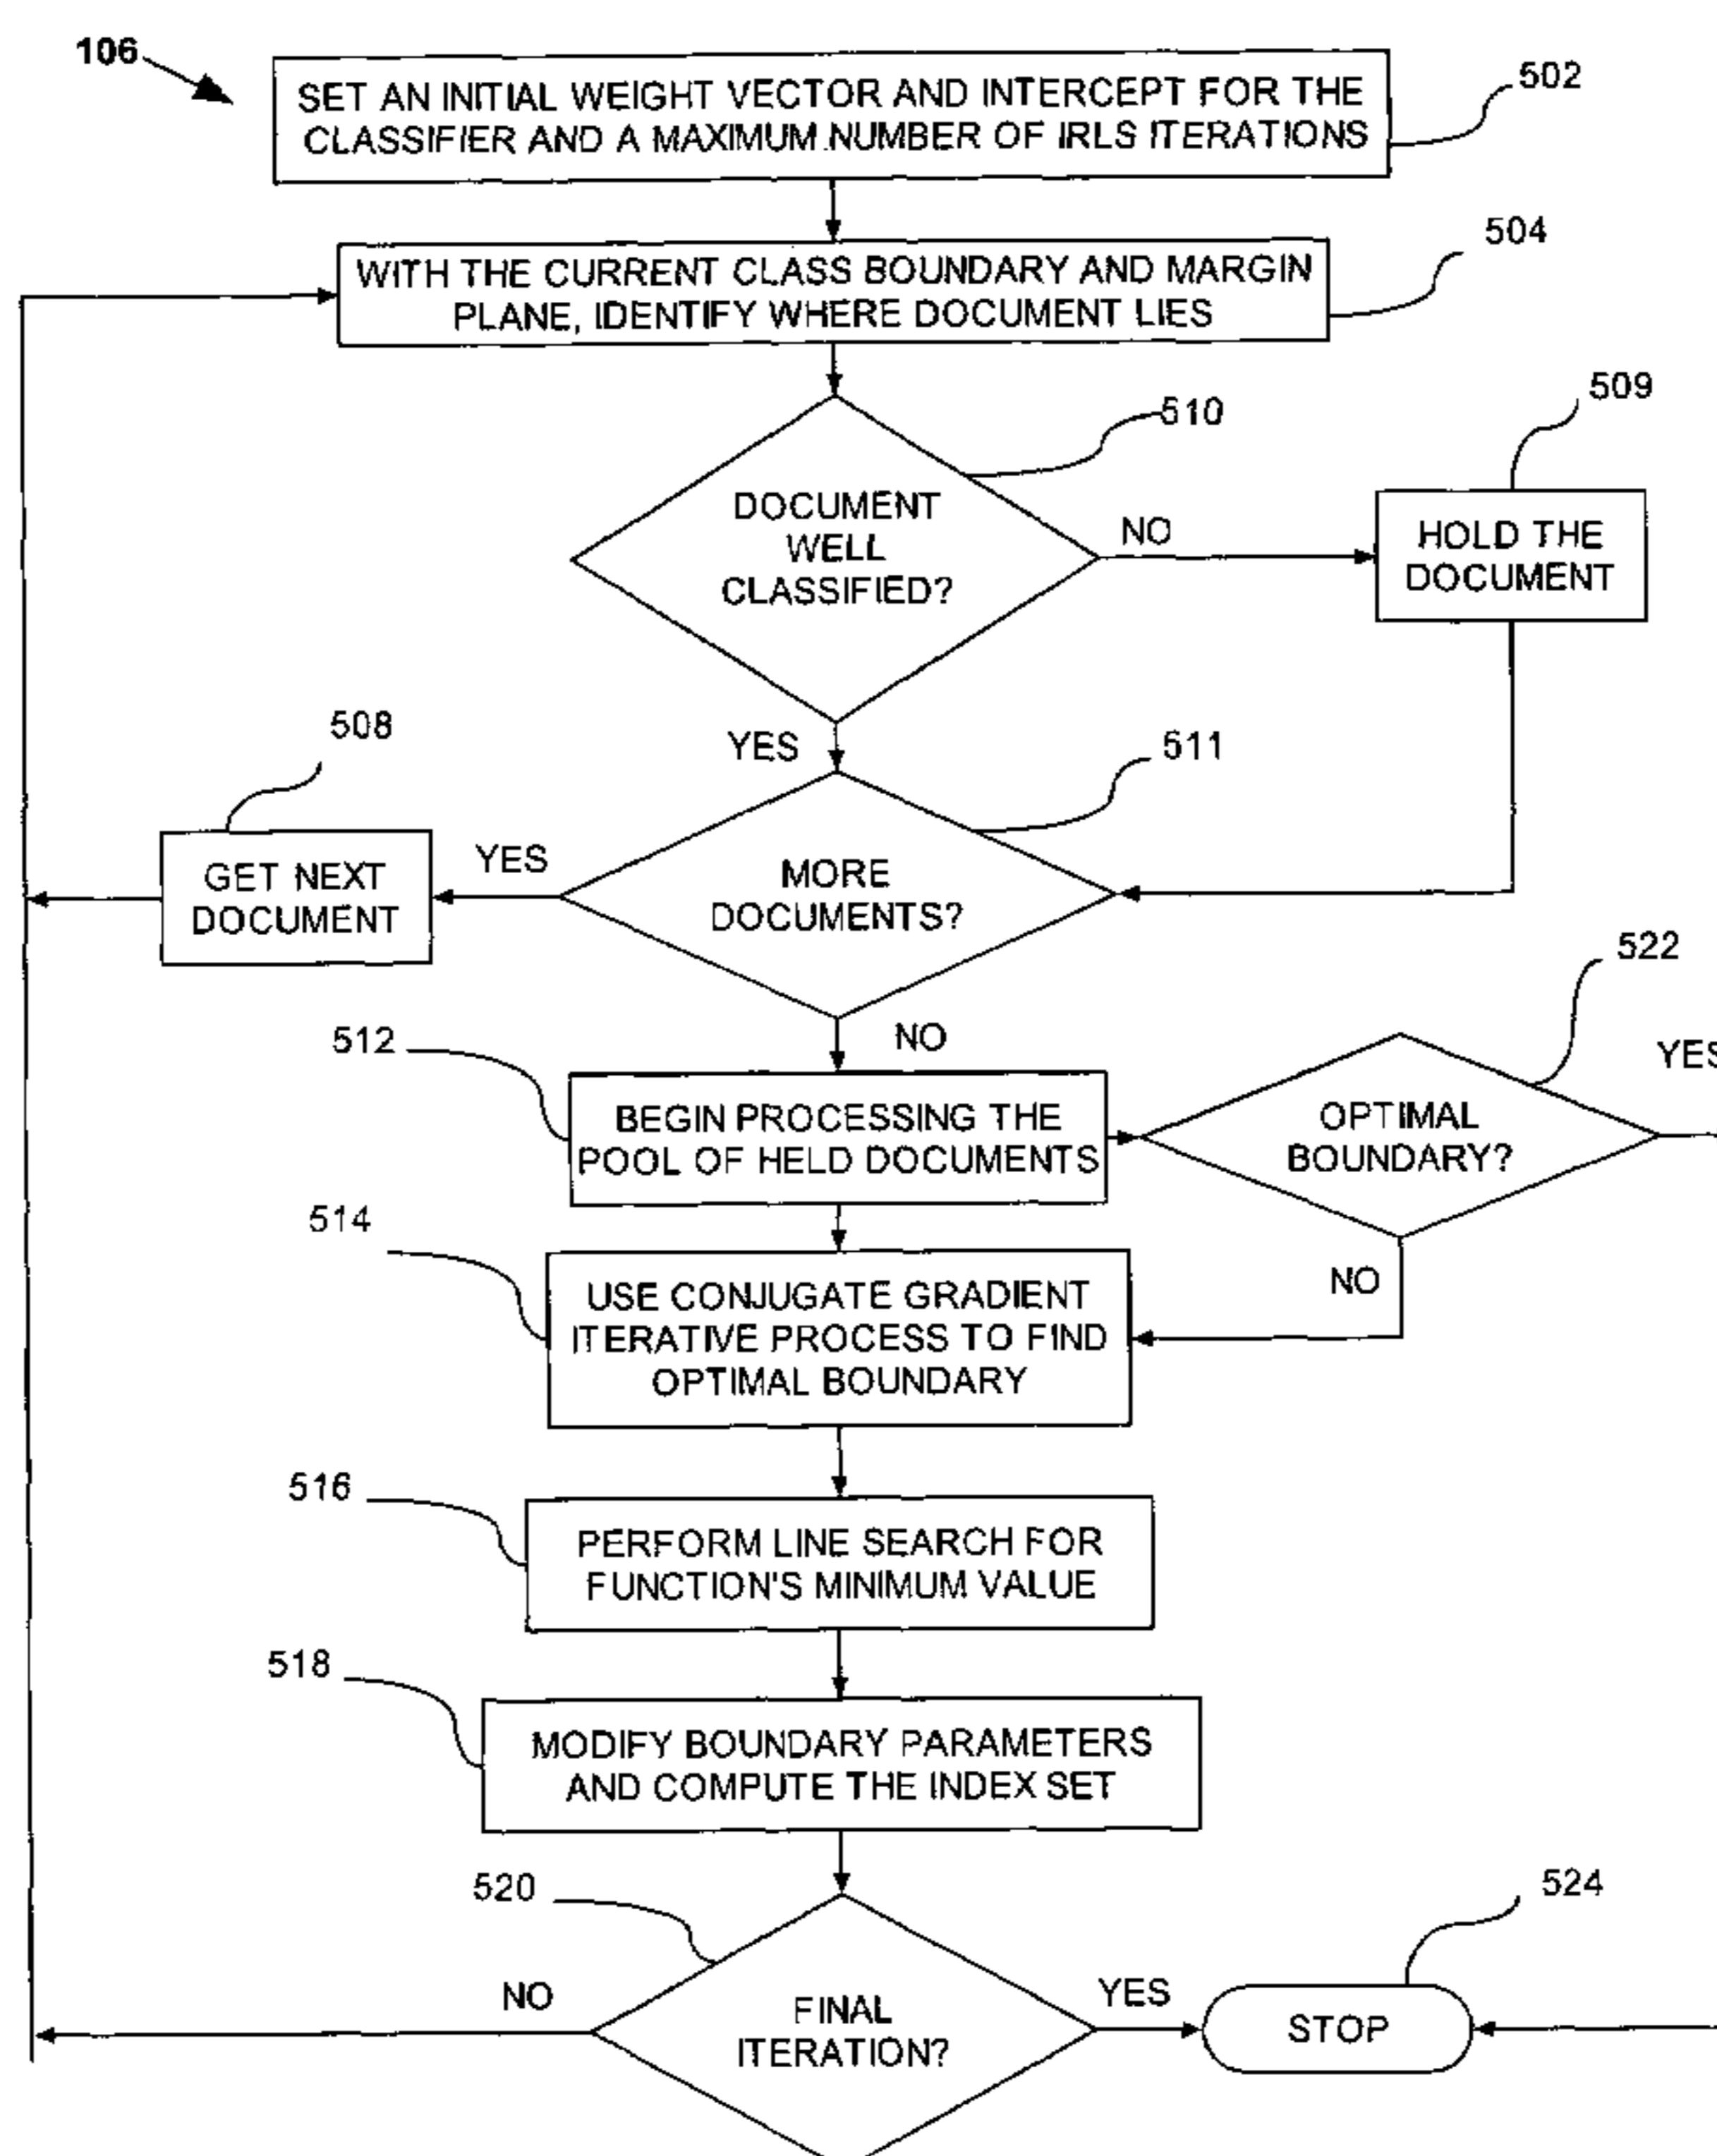 106
SET AN INITIAL WEIGHT VECTOR AND INTERCEPT FOR THE
CLASSIFIER AND A MAXIMUM NUMBER OF IRLS ITERATIONS
502
504
WITH THE CURRENT CLASS BOUNDARY AND MARGIN
PLANE, IDENTIFY WHERE DOCUMENT LIES
510
509
DOCUMENT
WELL
CLASSIFIED?
NO
HOLD THE
DOCUMENT
508
YES
511
GET NEXT
DOCUMENT
YES
MORE
DOCUMENTS?
522
512
NO
YES
BEGIN PROCESSING THE
POOL OF HELD DOCUMENTS
OPTIMAL
BOUNDARY?
514
NO
USE CONJUGATE GRADIENT
ITERATIVE PROCESS TO FIND
OPTIMAL BOUNDARY
516
PERFORM LINE SEARCH FOR
FUNCTION'S MINIMUM VALUE
518
MODIFY BOUNDARY PARAMETERS
AND COMPUTE THE INDEX SET
520
524
NO
FINAL
ITERATION?
YES
STOP